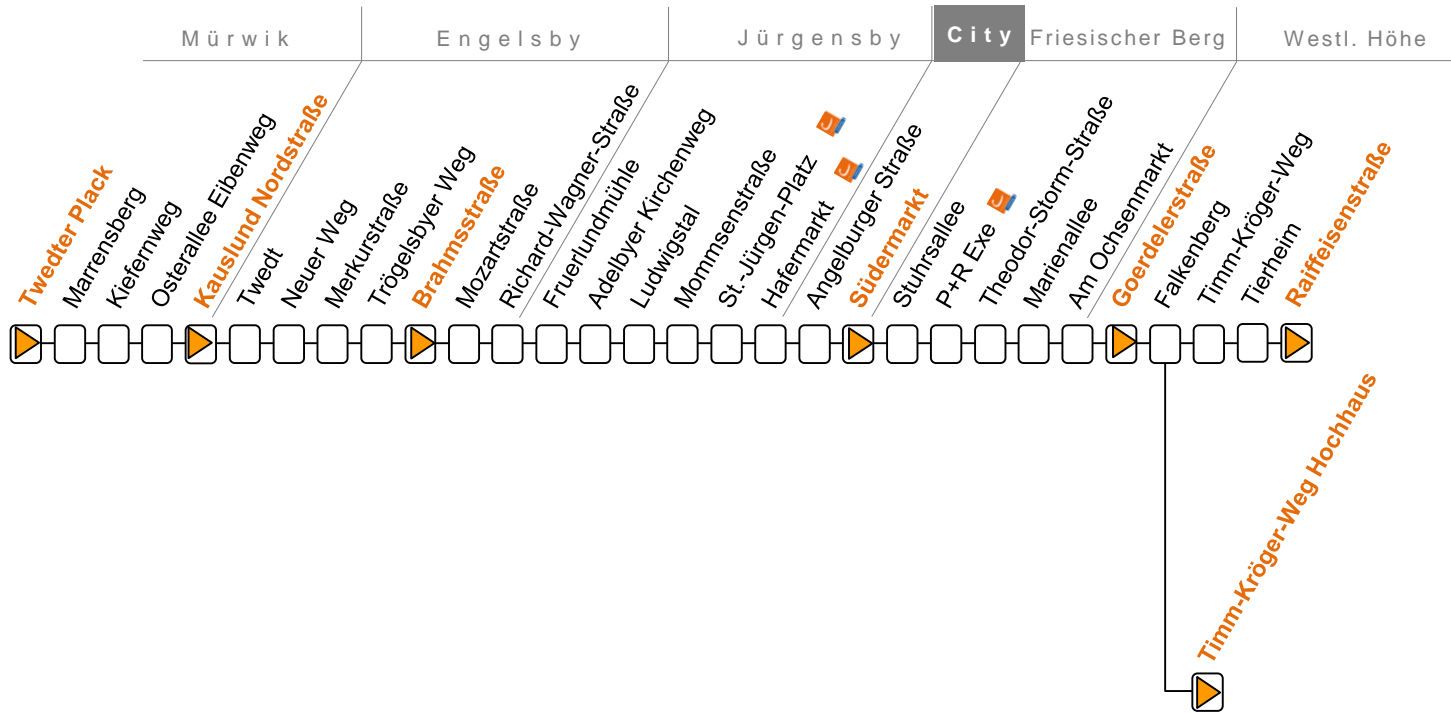 Mürwik
Engelsby
Jürgensby
City
Friesischer Berg
Westl. Höhe
Twedter Plack
Marrensberg
Kiefernweg
Osterallee Eibenweg
Kauslund Nordstraße
Twedt
Neuer Weg
Merkurstraße
Trögelsbyer Weg
Brahmsstraße
Mozartstraße
Richard-Wagner-Straße
Fruerlundmühle
Adelbyer Kirchenweg
Ludwigstal
Mommsenstraße
St.-Jürgen-Platz
Hafermarkt
Angelburger Straße
Südermarkt
Stuhrsallee
P+R Exe
Theodor-Storm-Straße
Marienallee
Am Ochsenmarkt
Goerdelerstraße
Falkenberg
Timm-Kröger-Weg
Tierheim
Raiffeisenstraße
Timm-Kröger-Weg Hochhaus